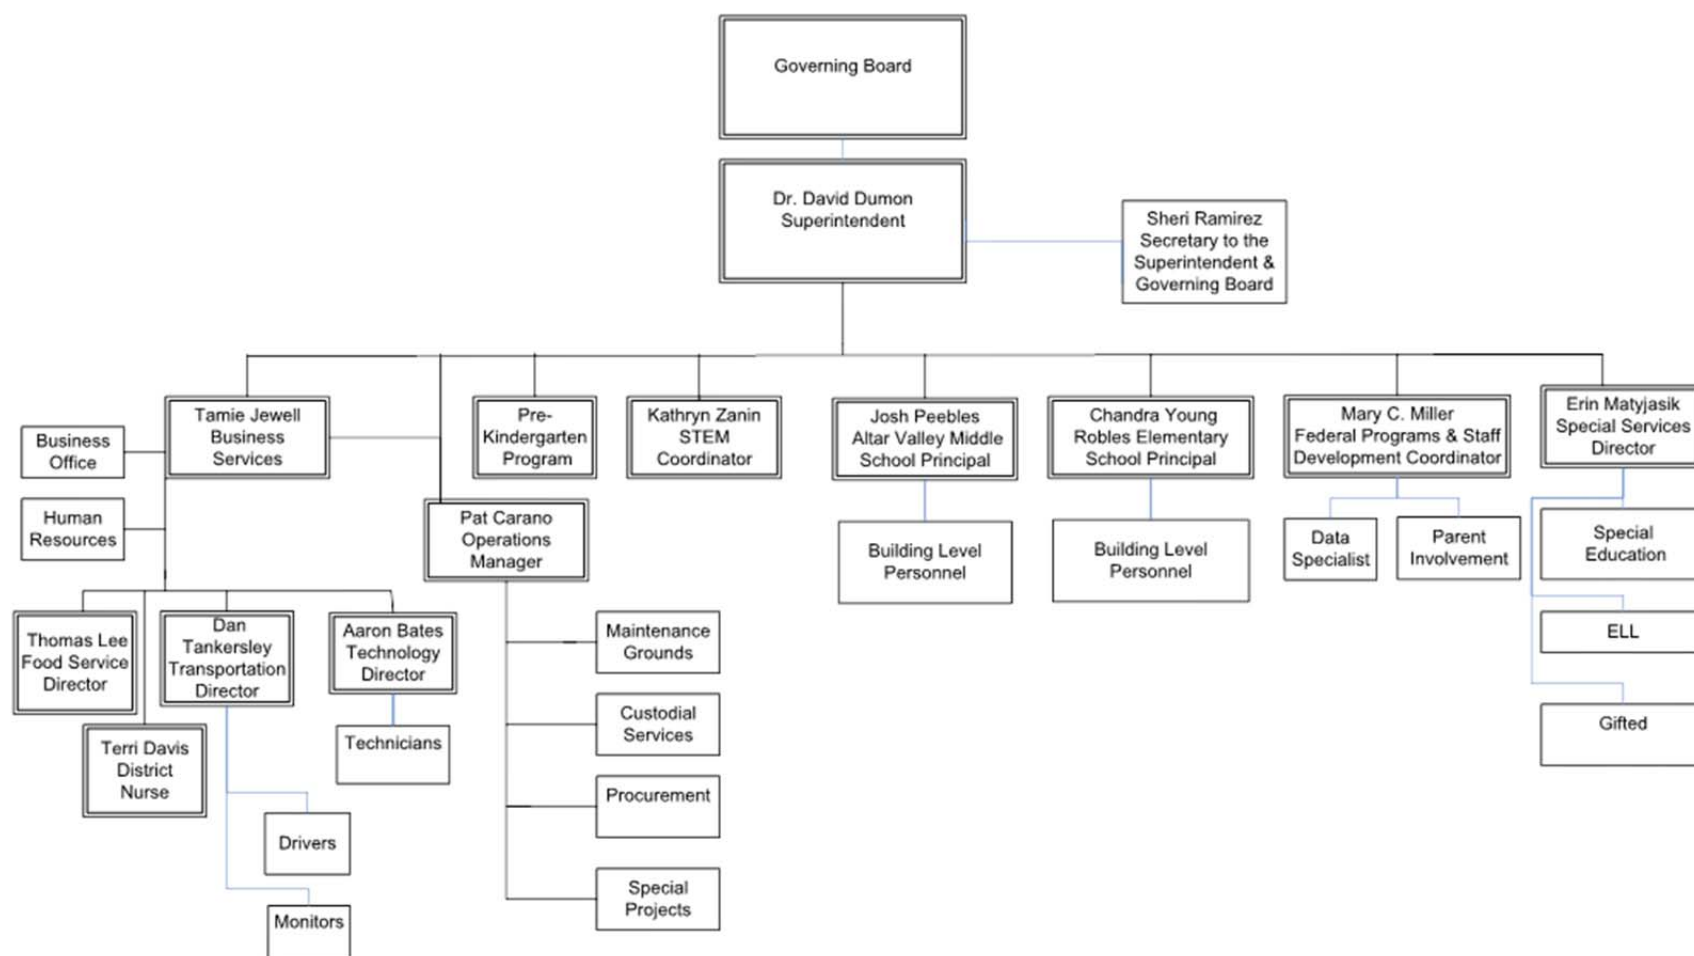 Governing Board
Dr. David Dumon
Superintendent
Sheri Ramirez
Secretary to the
Superintendent &
Governing Board
Tamie Jewell
Business
Services
Business
Office
Human
Resources
Pre-
Kindergarten
Program
Kathryn Zanin
STEM
Coordinator
Josh Peebles
Altar Valley Middle
School Principal
Chandra Young
Robles Elementary
School Principal
Mary C. Miller
Federal Programs & Staff
Development Coordinator
Erin Matyjasik
Special Services
Director
Pat Carano
Operations
Manager
Building Level
Personnel
Building Level
Personnel
Data
Specialist
Parent
Involvement
Special
Education
ELL
Gifted
Thomas Lee
Food Service
Director
Dan
Tankersley
Transportation
Director
Aaron Bates
Technology
Director
Terri Davis
District
Nurse
Technicians
Drivers
Monitors
Maintenance
Grounds
Custodial
Services
Procurement
Special
Projects